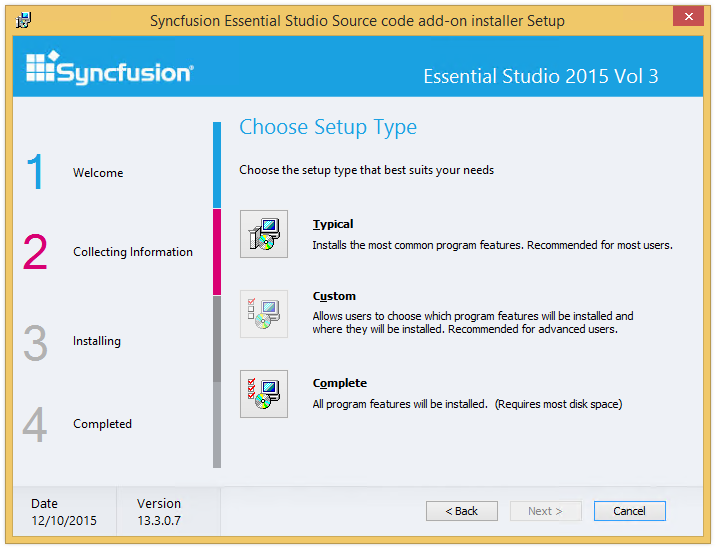 Syncfusion Essential Studio Source code add-on installer Setup
Syncfusion®
Essential Studio 2015 Vol 3
1
Welcome
2
Collecting Information
3
Installing
4
Completed
Choose Setup Type
Choose the setup type that best suits your needs
Typical
Installs the most common program features. Recommended for most users.
Custom
Allows users to choose which program features will be installed and
where they will be installed. Recommended for advanced users.
Complete
All program features will be installed. (Requires most disk space)
Date
12/10/2015
Version
13.3.0.7
< Back
Next >
Cancel